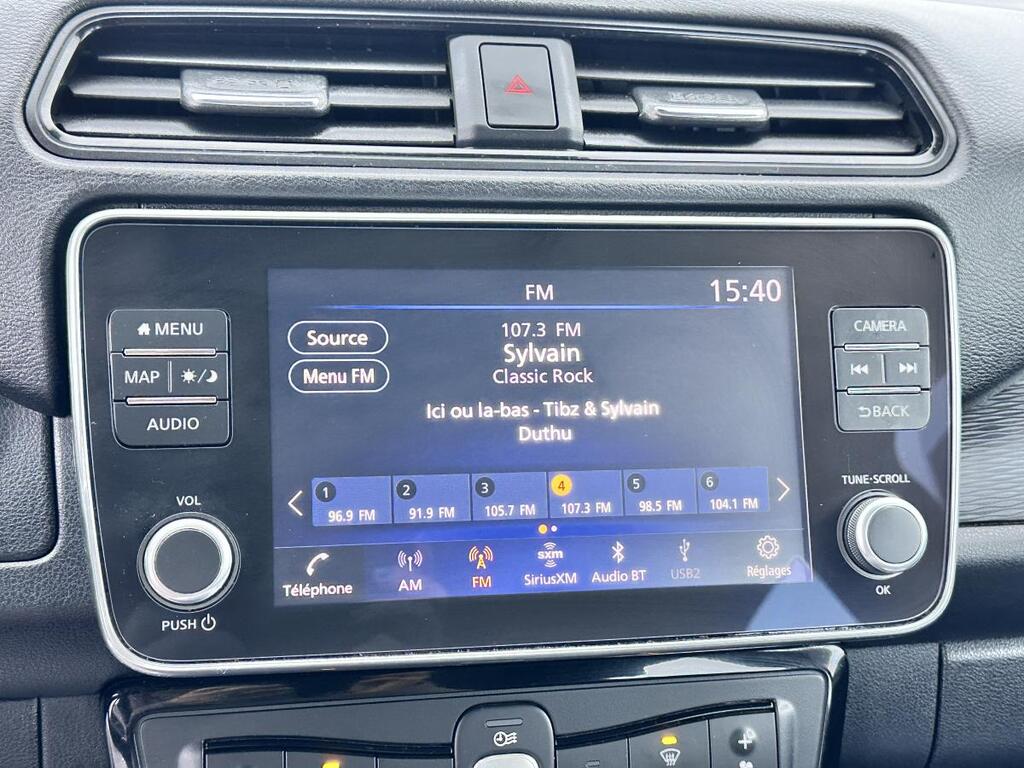 FM
15:40
MENU
MAP
AUDIO
VOL
PUSH
Source
Menu FM
107.3 FM
Sylvain
Classic Rock
Ici ou la-bas - Tibz & Sylvain
Duthu
1
96.9 FM
2
91.9 FM
3
105.7 FM
4
107.3 FM
5
98.5 FM
6
104.1 FM
Téléphone
AM
FM
sxm
SiriusXM
Audio BT
USB2
Réglages
CAMERA
BACK
TUNE•SCROLL
OK